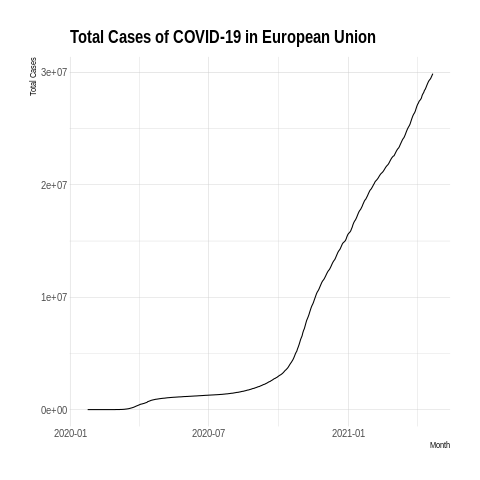 Total Cases of COVID-19 in European Union
Total Cases
3e+07
2e+07
1e+07
0e+00
2020-01 2020-07 2021-01
Month